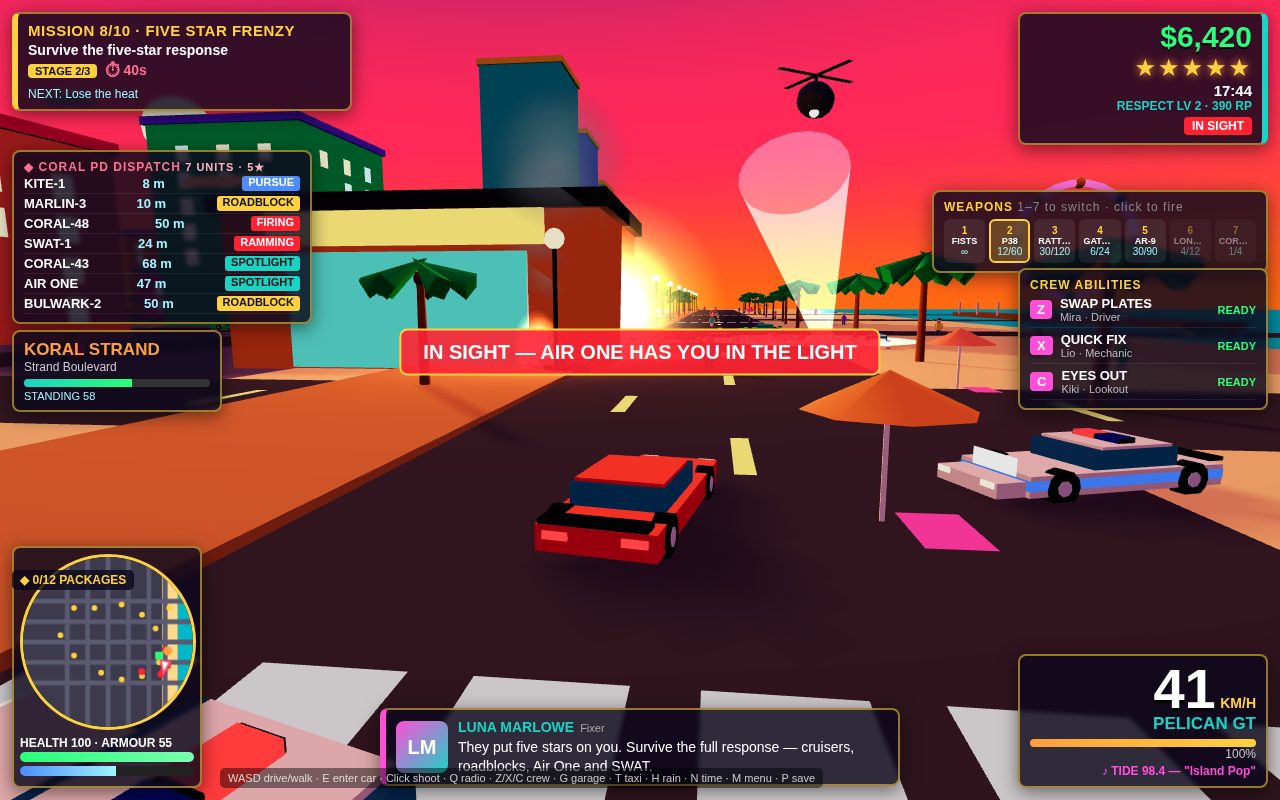 MISSION 8/10 · FIVE STAR FRENZY
Survive the five-star response
STAGE 2/3 ⏱ 40s
NEXT: Lose the heat
$6,420
★★★★★
17:44
RESPECT LV 2 · 390 RP
IN SIGHT
◆ CORAL PD DISPATCH 7 UNITS · 5★
KITE-1 8 m PURSUE
MARLIN-3 10 m ROADBLOCK
CORAL-48 50 m FIRING
SWAT-1 24 m RAMMING
CORAL-43 68 m SPOTLIGHT
AIR ONE 47 m SPOTLIGHT
BULWARK-2 50 m ROADBLOCK
WEAPONS 1–7 to switch · click to fire
1 2 3 4 5 6 7
FISTS P38 RATT… GAT… AR-9 LON… COR…
∞ 12/60 30/120 6/24 30/90 4/12 1/4
CREW ABILITIES
Z SWAP PLATES READY
Mira · Driver
X QUICK FIX READY
Lio · Mechanic
C EYES OUT READY
Kiki · Lookout
KORAL STRAND
Strand Boulevard
STANDING 58
IN SIGHT — AIR ONE HAS YOU IN THE LIGHT
◆ 0/12 PACKAGES
HEALTH 100 · ARMOUR 55
LM
LUNA MARLOWE Fixer
They put five stars on you. Survive the full response — cruisers,
roadblocks, Air One and SWAT.
WASD drive/walk · E enter car · Click shoot · Q radio · Z/X/C crew · G garage · T taxi · H rain · N time · M menu · P save
41 KM/H
PELICAN GT
100%
♪ TIDE 98.4 — "Island Pop"